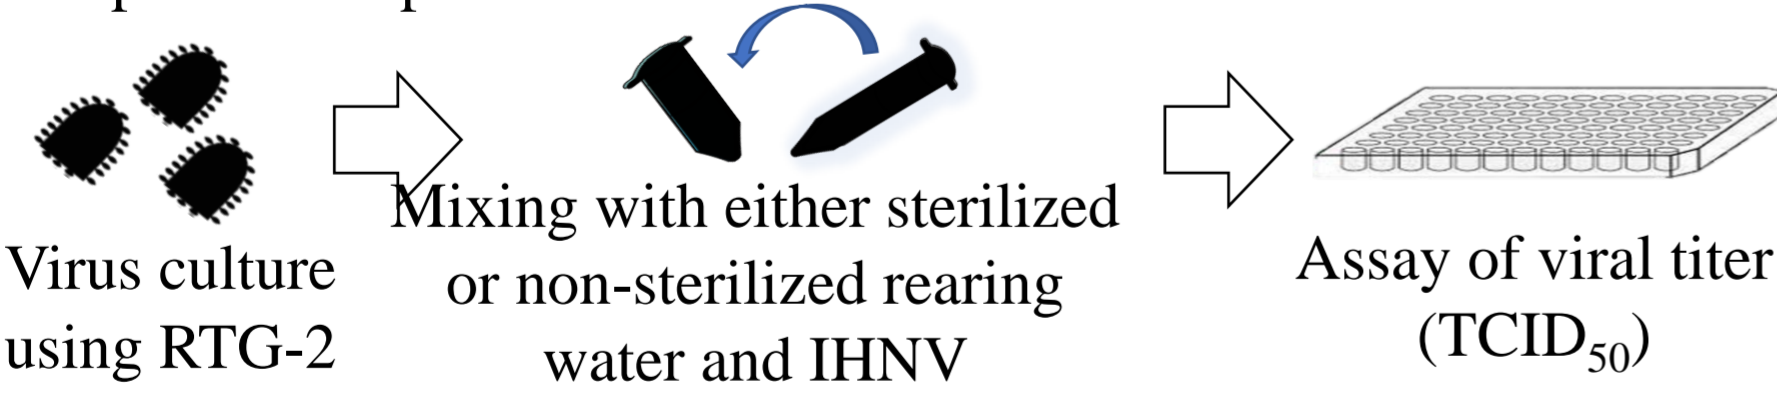 Virus culture
using RTG-2
Mixing with either sterilized
or non-sterilized rearing
water and IHNV
Assay of viral titer
(TCID₅₀)